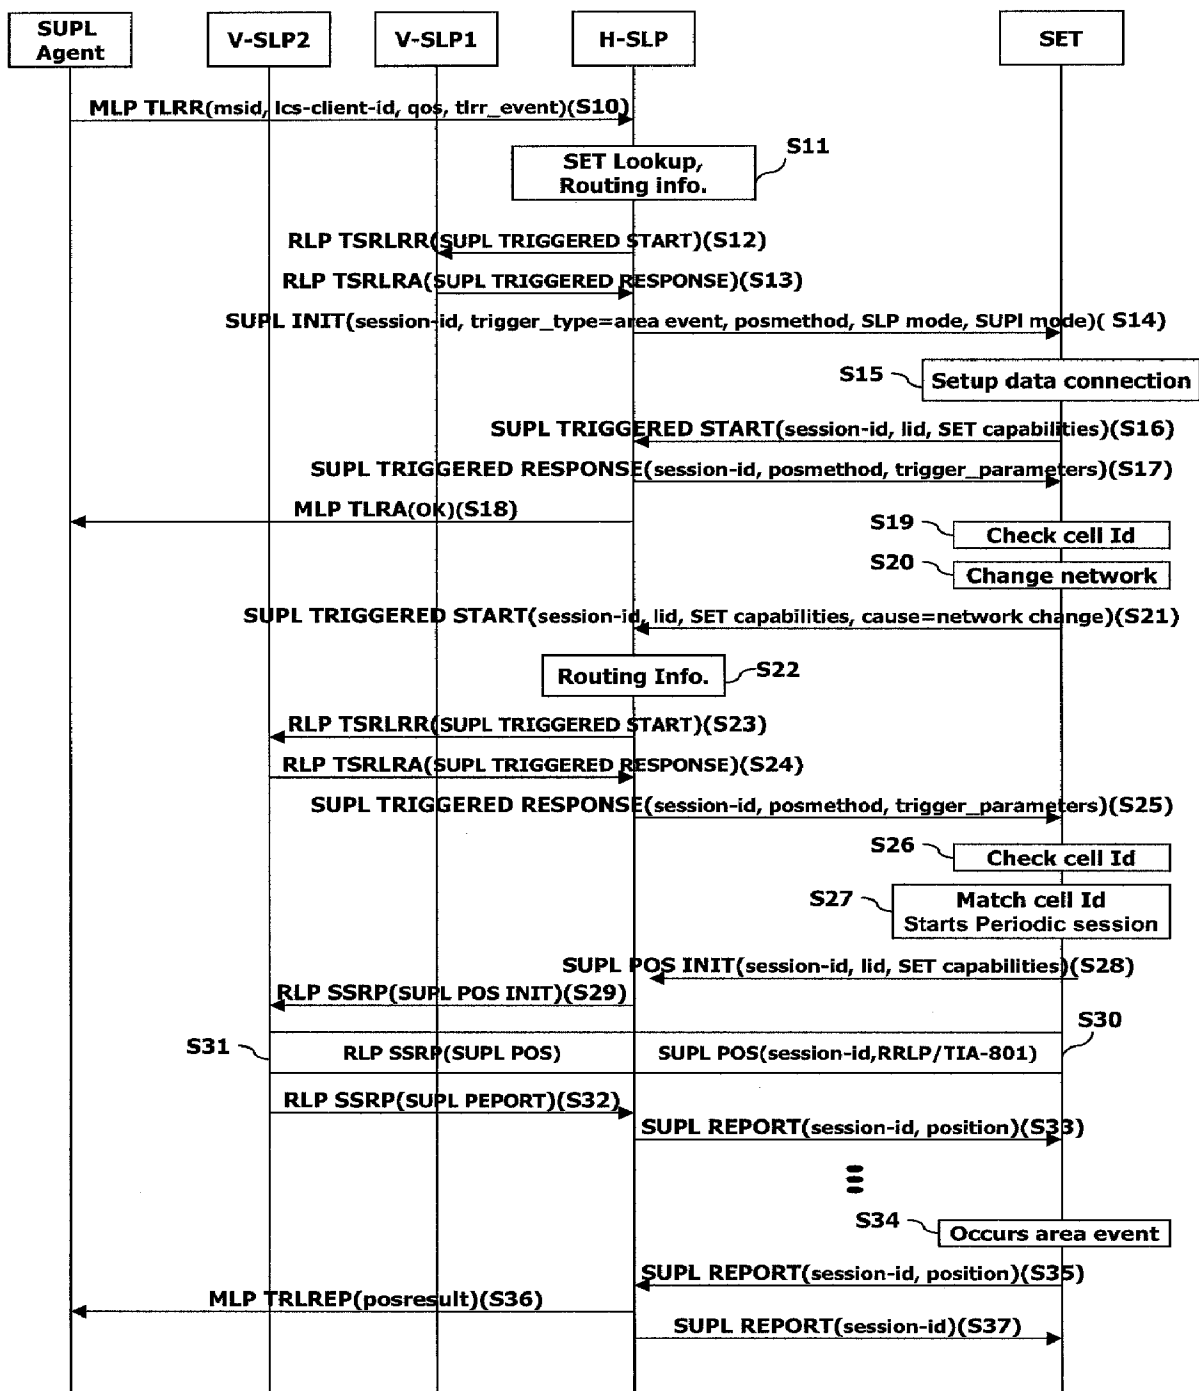 SUPL
Agent
V-SLP2
V-SLP1
H-SLP
SET
MLP TLRR(msid, lcs-client-id, qos, tlrr_event)(S10)
S11
SET Lookup,
Routing info.
RLP TSRLRR(SUPL TRIGGERED START)(S12)
RLP TSRLRA(SUPL TRIGGERED RESPONSE)(S13)
SUPL INIT(session-id, trigger_type=area event, posmethod, SLP mode, SUPl mode)( S14)
S15
Setup data connection
SUPL TRIGGERED START(session-id, lid, SET capabilities)(S16)
SUPL TRIGGERED RESPONSE(session-id, posmethod, trigger_parameters)(S17)
MLP TLRA(OK)(S18)
S19
Check cell Id
S20
Change network
SUPL TRIGGERED START(session-id, lid, SET capabilities, cause=network change)(S21)
Routing Info.
S22
RLP TSRLRR(SUPL TRIGGERED START)(S23)
RLP TSRLRA(SUPL TRIGGERED RESPONSE)(S24)
SUPL TRIGGERED RESPONSE(session-id, posmethod, trigger_parameters)(S25)
S26
Check cell Id
S27
Match cell Id
Starts Periodic session
SUPL POS INIT(session-id, lid, SET capabilities)(S28)
RLP SSRP(SUPL POS INIT)(S29)
S30
S31
RLP SSRP(SUPL POS)
SUPL POS(session-id,RRLP/TIA-801)
RLP SSRP(SUPL PEPORT)(S32)
SUPL REPORT(session-id, position)(S33)
S34
Occurs area event
SUPL REPORT(session-id, position)(S35)
MLP TRLREP(posresult)(S36)
SUPL REPORT(session-id)(S37)